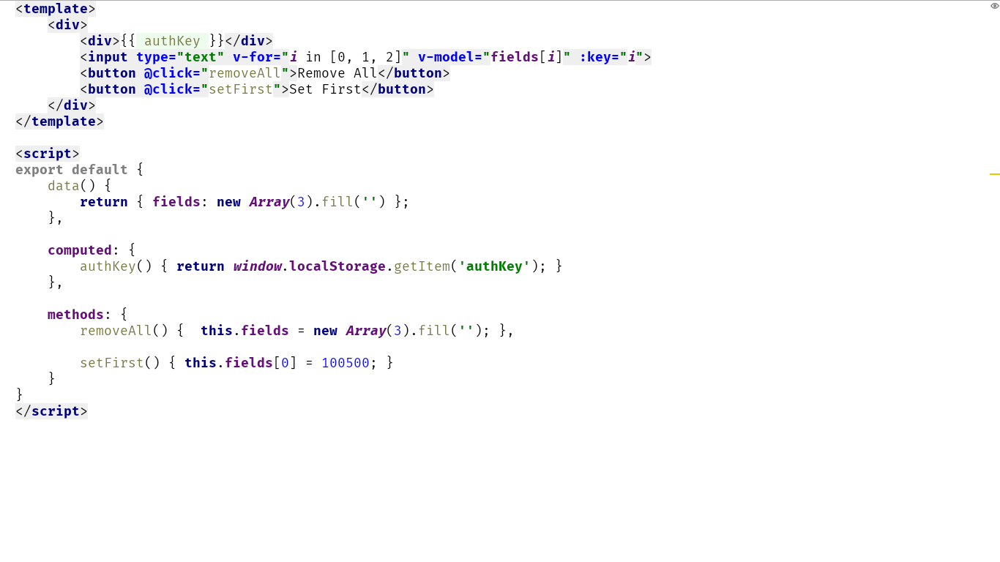 <template>
    <div>
        <div>{{ authKey }}</div>
        <input type="text" v-for="i in [0, 1, 2]" v-model="fields[i]" :key="i">
        <button @click="removeAll">Remove All</button>
        <button @click="setFirst">Set First</button>
    </div>
</template>

<script>
export default {
    data() {
        return { fields: new Array(3).fill('') };
    },

    computed: {
        authKey() { return window.localStorage.getItem('authKey'); }
    },

    methods: {
        removeAll() {  this.fields = new Array(3).fill(''); },

        setFirst() { this.fields[0] = 100500; }
    }
}
</script>